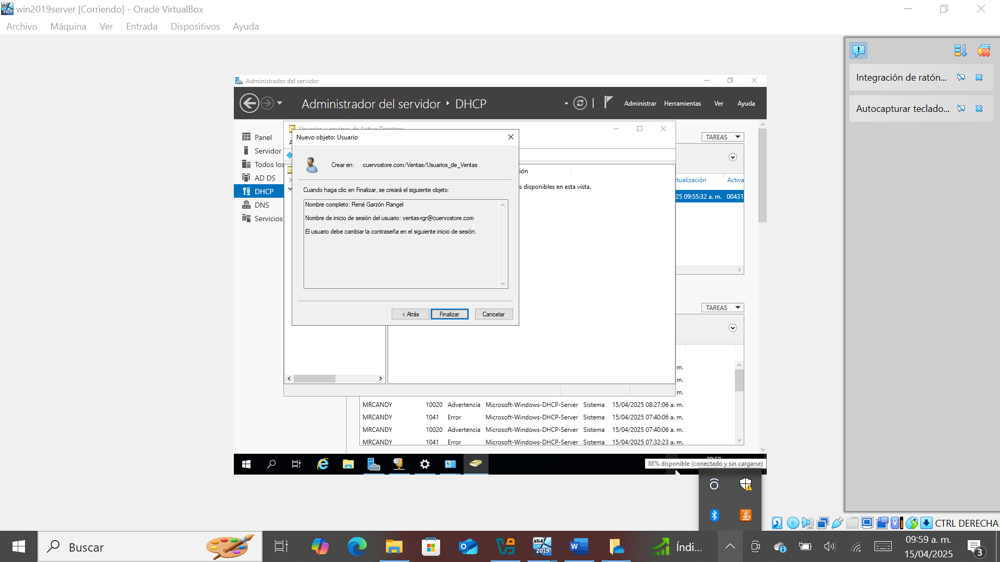 win2019server [Corriendo] - Oracle VirtualBox
Archivo Máquina Ver Entrada Dispositivos Ayuda
Integración de ratón...
Autocapturar teclado...
Administrador del servidor
Administrador del servidor DHCP
Administrar Herramientas Ver Ayuda
Usuarios y equipos de Active Directory
Panel
Servidor
Todos los
AD DS
DHCP
DNS
Servicios
Nuevo objeto: Usuario
Crear en: cuervostore.com/Ventas/Usuarios_de_Ventas
Cuando haga clic en Finalizar, se creará el siguiente objeto:
Nombre completo: René Garzón Rangel
Nombre de inicio de sesión del usuario: ventas-rgr@cuervostore.com
El usuario debe cambiar la contraseña en el siguiente inicio de sesión.
< Atrás Finalizar Cancelar
ión
s disponibles en esta vista.
TAREAS
ctualización Activa
25 09:55:32 a. m. 00431
TAREAS
m.
m.
m.
MRCANDY 10020 Advertencia Microsoft-Windows-DHCP-Server Sistema 15/04/2025 08:27:06 a. m.
MRCANDY 1041 Error Microsoft-Windows-DHCP-Server Sistema 15/04/2025 07:40:06 a. m.
MRCANDY 10020 Advertencia Microsoft-Windows-DHCP-Server Sistema 15/04/2025 07:40:06 a. m.
MRCANDY 1041 Error Microsoft-Windows-DHCP-Server Sistema 15/04/2025 07:32:23 a. m.
88% disponible (conectado y sin cargarse)
CTRL DERECHA
Buscar
x64
2019
Índi...
09:59 a. m.
15/04/2025
3